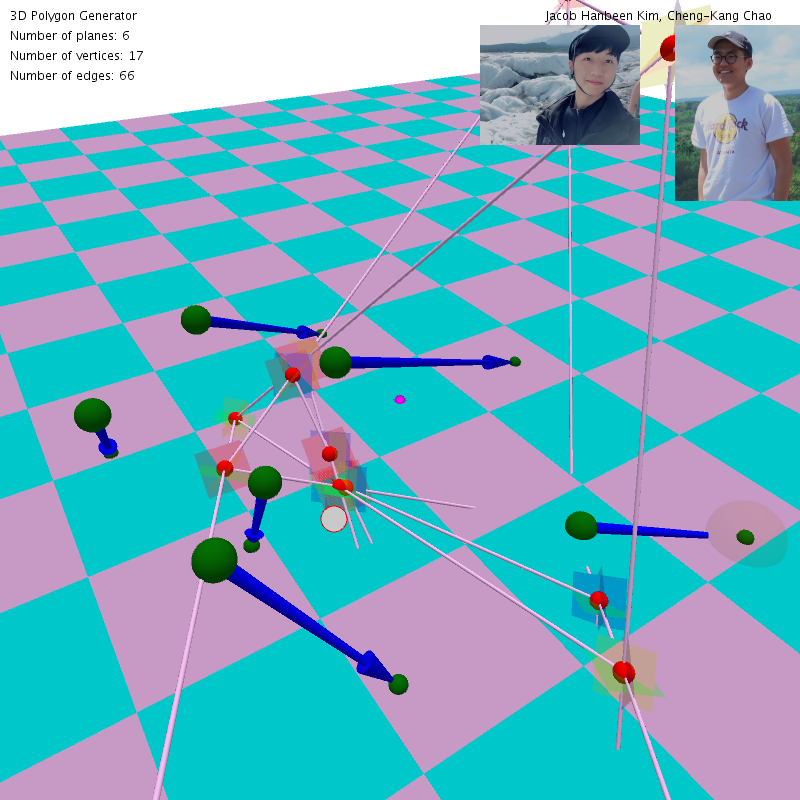 3D Polygon Generator
Jacob Hanbeen Kim, Cheng-Kang Chao
Number of planes: 6
Number of vertices: 17
Number of edges: 66